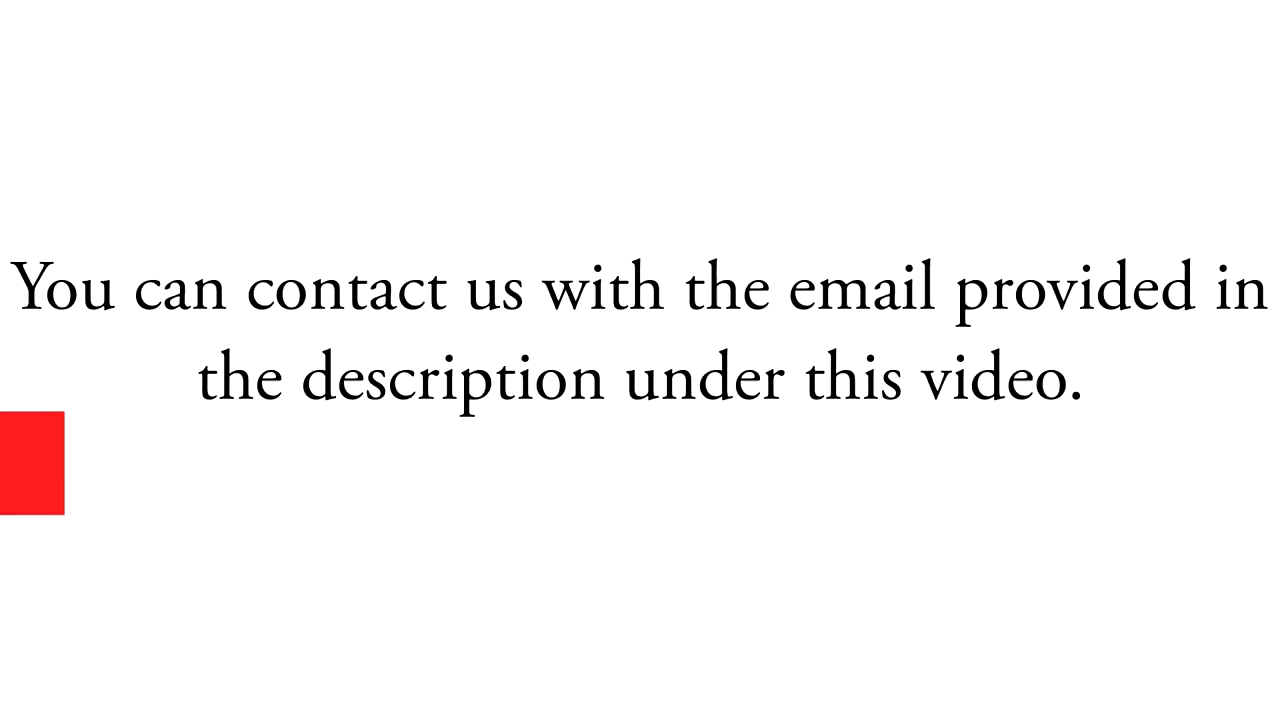 You can contact us with the email provided in
the description under this video.